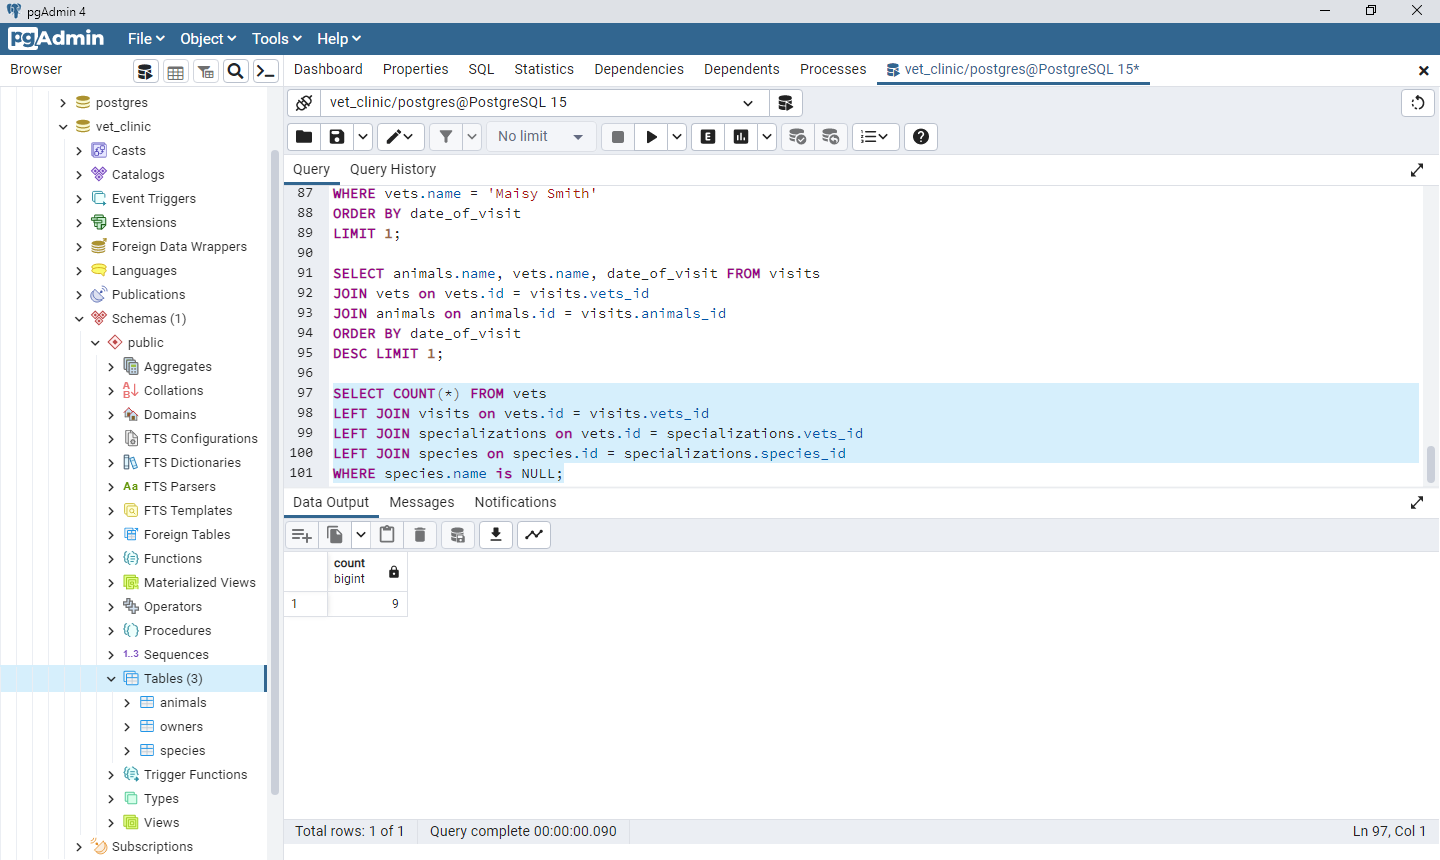 pgAdmin 4
pgAdmin File Object Tools Help
Browser
Dashboard Properties SQL Statistics Dependencies Dependents Processes vet_clinic/postgres@PostgreSQL 15*
vet_clinic/postgres@PostgreSQL 15
No limit
E
Query Query History
87 WHERE vets.name = 'Maisy Smith'
88 ORDER BY date_of_visit
89 LIMIT 1;
90
91 SELECT animals.name, vets.name, date_of_visit FROM visits
92 JOIN vets on vets.id = visits.vets_id
93 JOIN animals on animals.id = visits.animals_id
94 ORDER BY date_of_visit
95 DESC LIMIT 1;
96
97 SELECT COUNT(*) FROM vets
98 LEFT JOIN visits on vets.id = visits.vets_id
99 LEFT JOIN specializations on vets.id = specializations.vets_id
100 LEFT JOIN species on species.id = specializations.species_id
101 WHERE species.name is NULL;
Data Output Messages Notifications
count
bigint
1 9
Total rows: 1 of 1 Query complete 00:00:00.090 Ln 97, Col 1
postgres
vet_clinic
Casts
Catalogs
Event Triggers
Extensions
Foreign Data Wrappers
Languages
Publications
Schemas (1)
public
Aggregates
Collations
Domains
FTS Configurations
FTS Dictionaries
Aa FTS Parsers
FTS Templates
Foreign Tables
Functions
Materialized Views
Operators
Procedures
1..3 Sequences
Tables (3)
animals
owners
species
Trigger Functions
Types
Views
Subscriptions